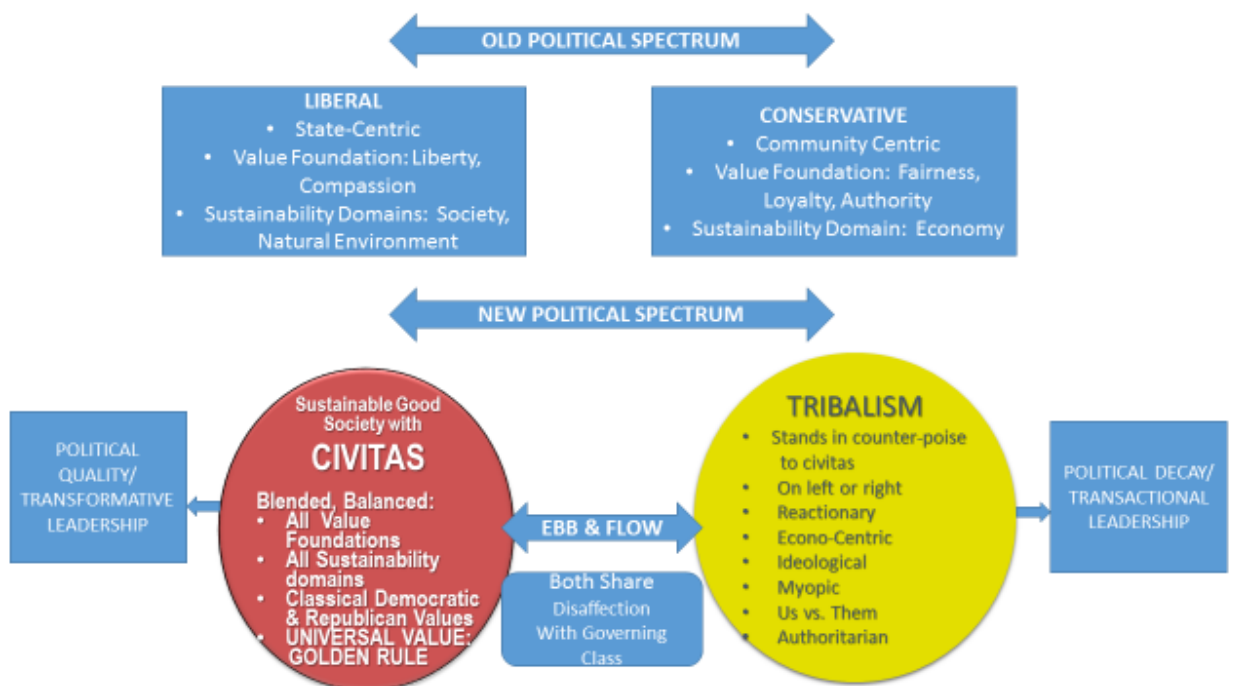 OLD POLITICAL SPECTRUM
LIBERAL
• State-Centric
• Value Foundation: Liberty,
Compassion
• Sustainability Domains: Society,
Natural Environment
CONSERVATIVE
• Community Centric
• Value Foundation: Fairness,
Loyalty, Authority
• Sustainability Domain: Economy
NEW POLITICAL SPECTRUM
POLITICAL
QUALITY/
TRANSFORMATIVE
LEADERSHIP
Sustainable Good
Society with
CIVITAS
Blended, Balanced:
• All Value
Foundations
• All Sustainability
domains
• Classical Democratic
& Republican Values
• UNIVERSAL VALUE:
GOLDEN RULE
EBB & FLOW
Both Share
Disaffection
With Governing
Class
TRIBALISM
• Stands in counter-poise
to civitas
• On left or right
• Reactionary
• Econo-Centric
• Ideological
• Myopic
• Us vs. Them
• Authoritarian
POLITICAL DECAY/
TRANSACTIONAL
LEADERSHIP